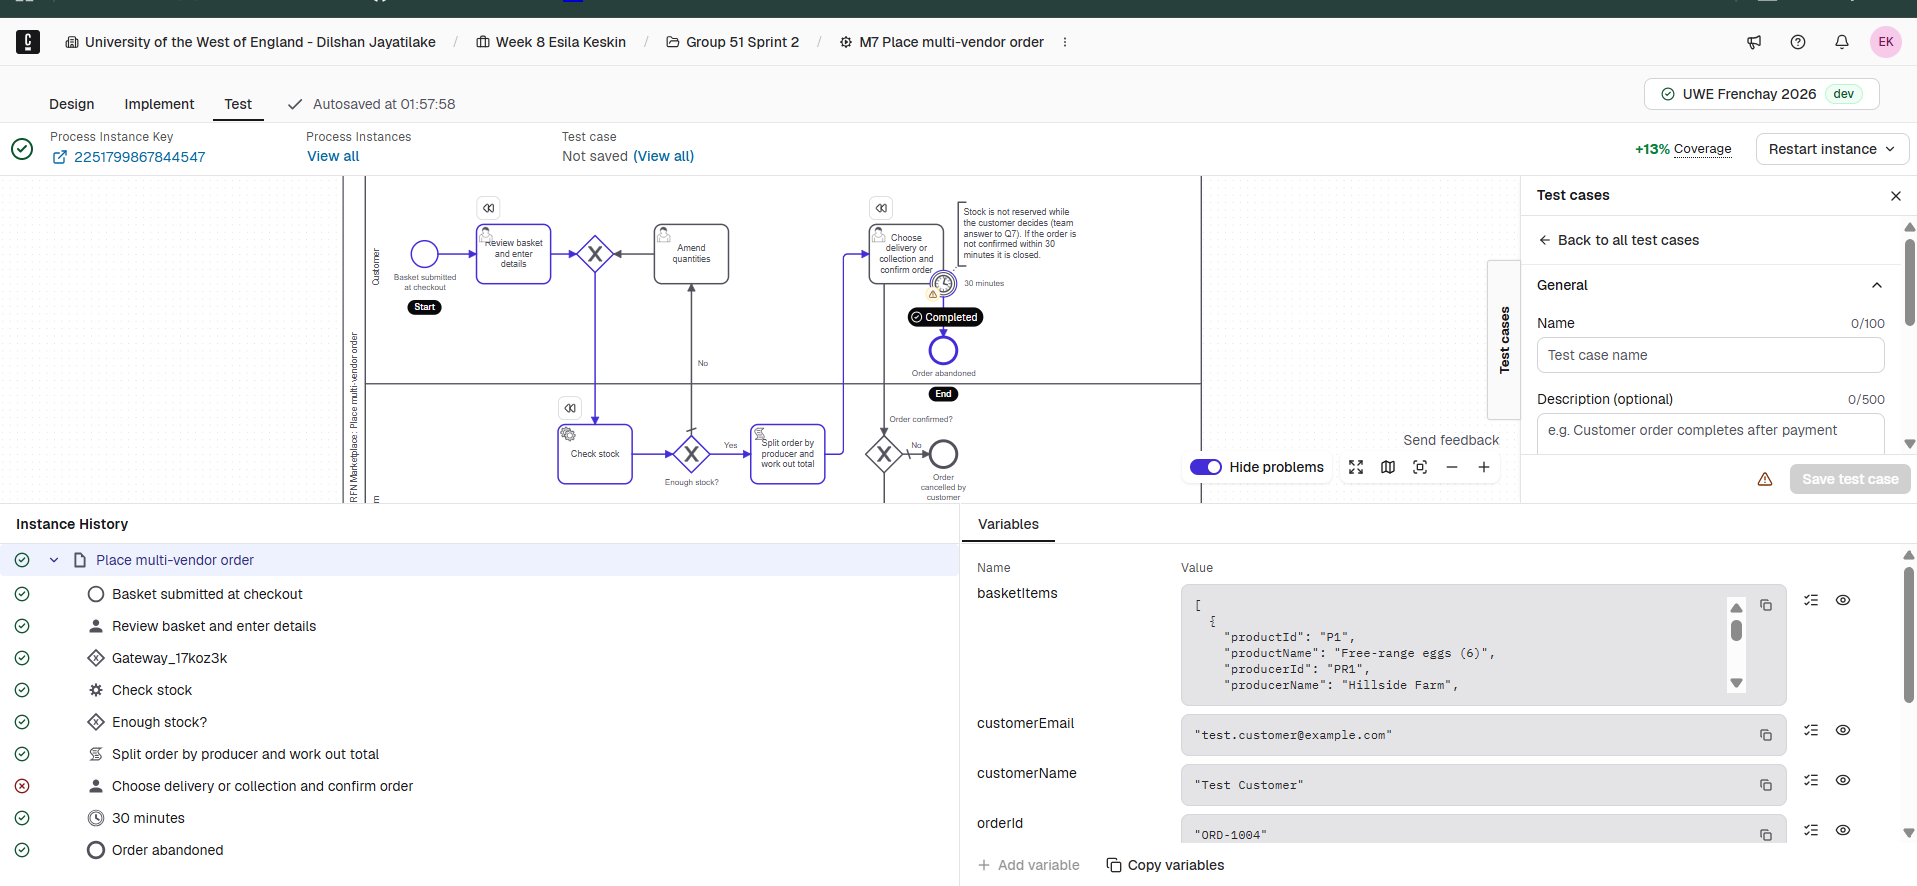 University of the West of England - Dilshan Jayatilake / Week 8 Esila Keskin / Group 51 Sprint 2 / M7 Place multi-vendor order
EK
Design Test Implement Autosaved at 01:57:58
UWE Frenchay 2026 dev
Process Instance Key
2251799867844547
Process Instances
View all
Test case
Not saved (View all)
+13% Coverage
Restart instance
RFN Marketplace: Place multi-vendor order
Customer
Basket submitted
at checkout
Start
Review basket
and enter
details
Amend
quantities
No
Choose
delivery or
collection and
confirm order
Stock is not reserved while
the customer decides (team
answer to Q7). If the order is
not confirmed within 30
minutes it is closed.
30 minutes
Completed
Order abandoned
End
Check stock
Enough stock?
Yes
Split order by
producer and
work out total
Order confirmed?
No
Order
cancelled by
customer
Test cases
Send feedback
Hide problems
Test cases
Back to all test cases
General
Name 0/100
Test case name
Description (optional) 0/500
e.g. Customer order completes after payment
Save test case
Instance History
Place multi-vendor order
Basket submitted at checkout
Review basket and enter details
Gateway_17koz3k
Check stock
Enough stock?
Split order by producer and work out total
Choose delivery or collection and confirm order
30 minutes
Order abandoned
Variables
Name Value
basketItems
[
{
"productId": "P1",
"productName": "Free-range eggs (6)",
"producerId": "PR1",
"producerName": "Hillside Farm",
customerEmail
"test.customer@example.com"
customerName
"Test Customer"
orderId
"ORD-1004"
Add variable Copy variables